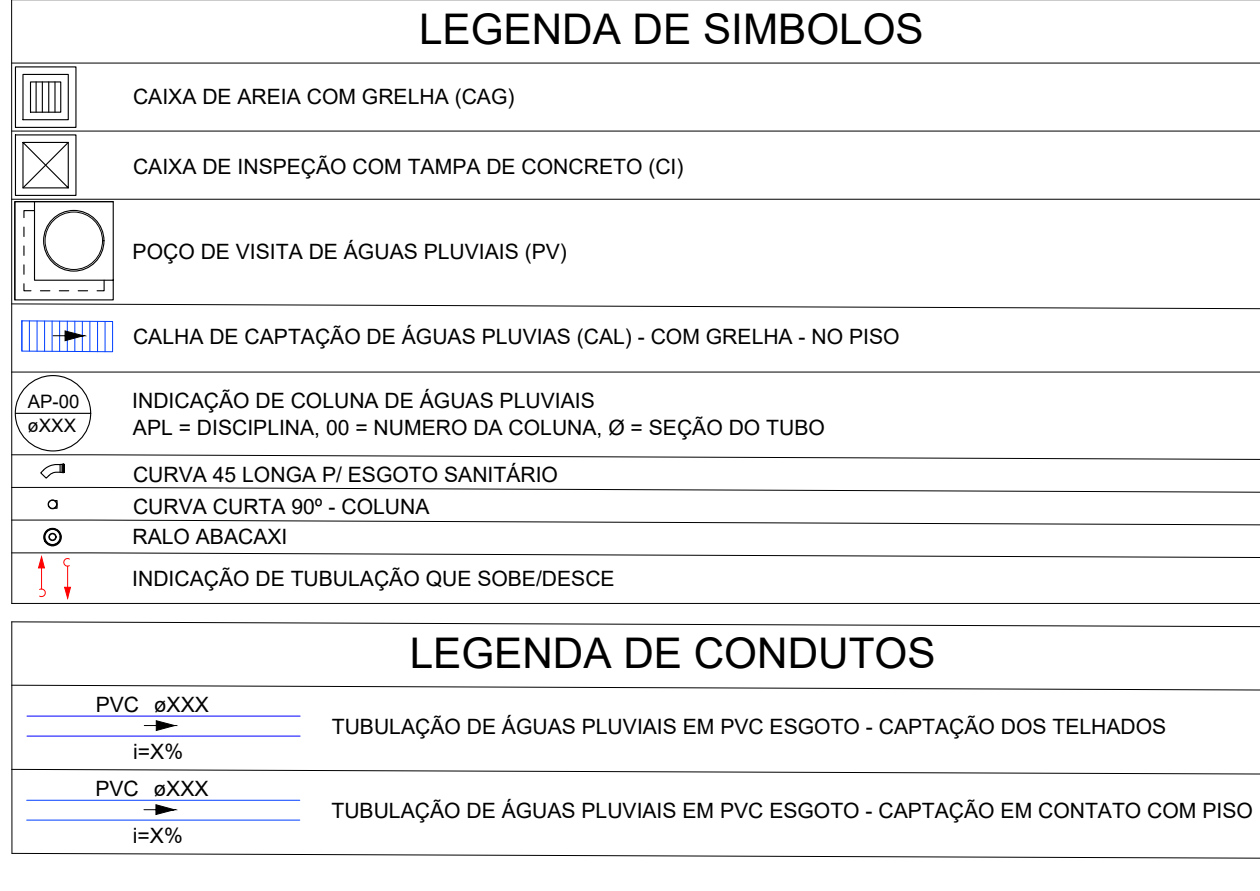 LEGENDA DE SIMBOLOS
CAIXA DE AREIA COM GRELHA (CAG)
CAIXA DE INSPEÇÃO COM TAMPA DE CONCRETO (CI)
POÇO DE VISITA DE ÁGUAS PLUVIAIS (PV)
CALHA DE CAPTAÇÃO DE ÁGUAS PLUVIAS (CAL) - COM GRELHA - NO PISO
AP-00
øXXX
INDICAÇÃO DE COLUNA DE ÁGUAS PLUVIAIS
APL = DISCIPLINA, 00 = NUMERO DA COLUNA, Ø = SEÇÃO DO TUBO
CURVA 45 LONGA P/ ESGOTO SANITÁRIO
CURVA CURTA 90º - COLUNA
RALO ABACAXI
INDICAÇÃO DE TUBULAÇÃO QUE SOBE/DESCE
LEGENDA DE CONDUTOS
PVC øXXX
i=X%
TUBULAÇÃO DE ÁGUAS PLUVIAIS EM PVC ESGOTO - CAPTAÇÃO DOS TELHADOS
PVC øXXX
i=X%
TUBULAÇÃO DE ÁGUAS PLUVIAIS EM PVC ESGOTO - CAPTAÇÃO EM CONTATO COM PISO